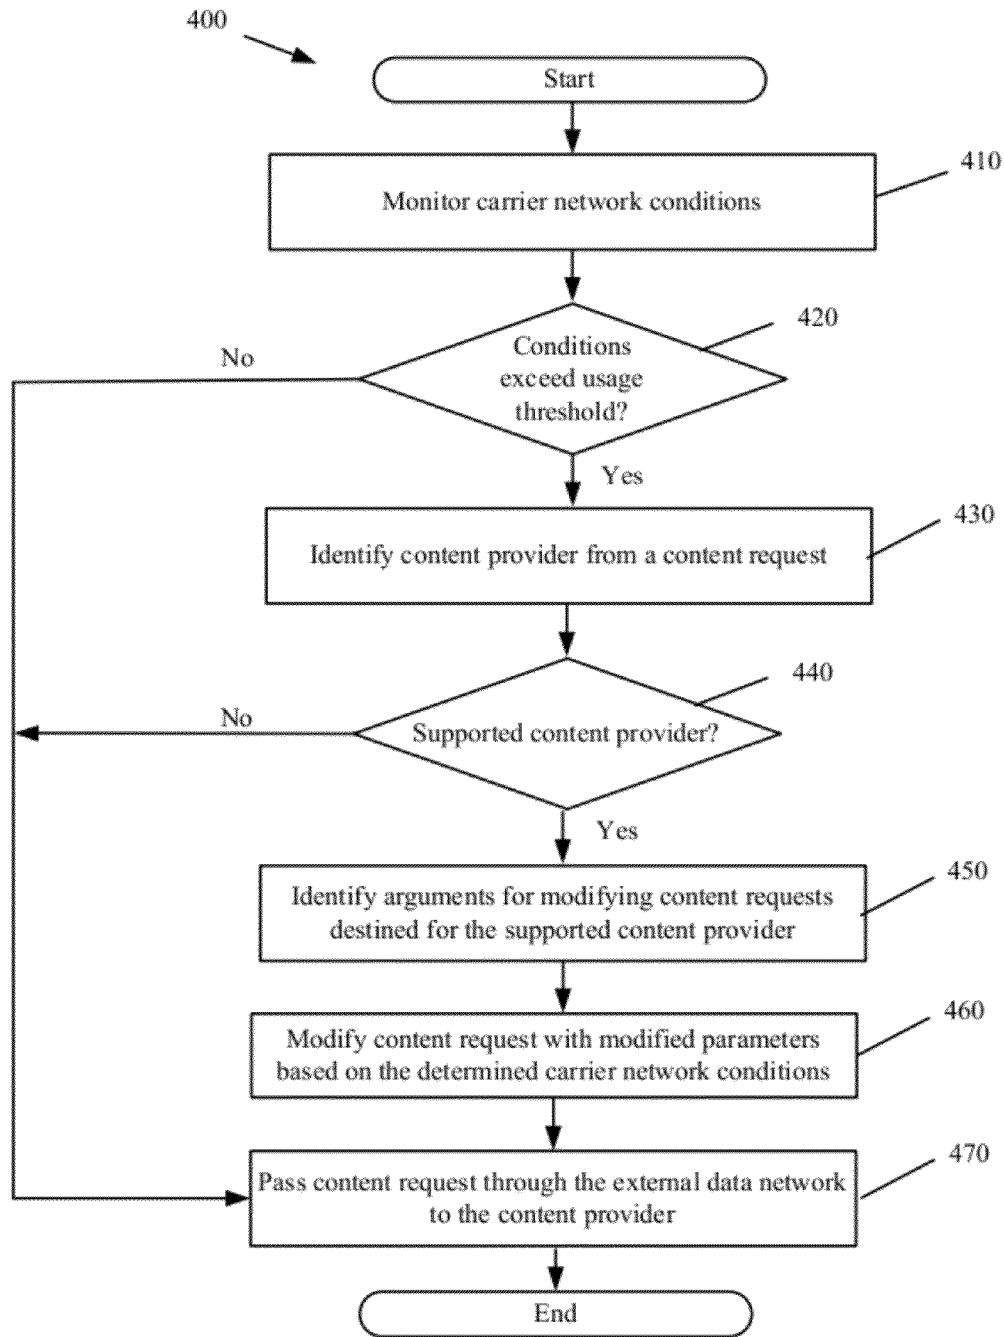 400
Start
410
Monitor carrier network conditions
420
Conditions
exceed usage
threshold?
No
Yes
430
Identify content provider from a content request
440
Supported content provider?
No
Yes
450
Identify arguments for modifying content requests
destined for the supported content provider
460
Modify content request with modified parameters
based on the determined carrier network conditions
470
Pass content request through the external data network
to the content provider
End